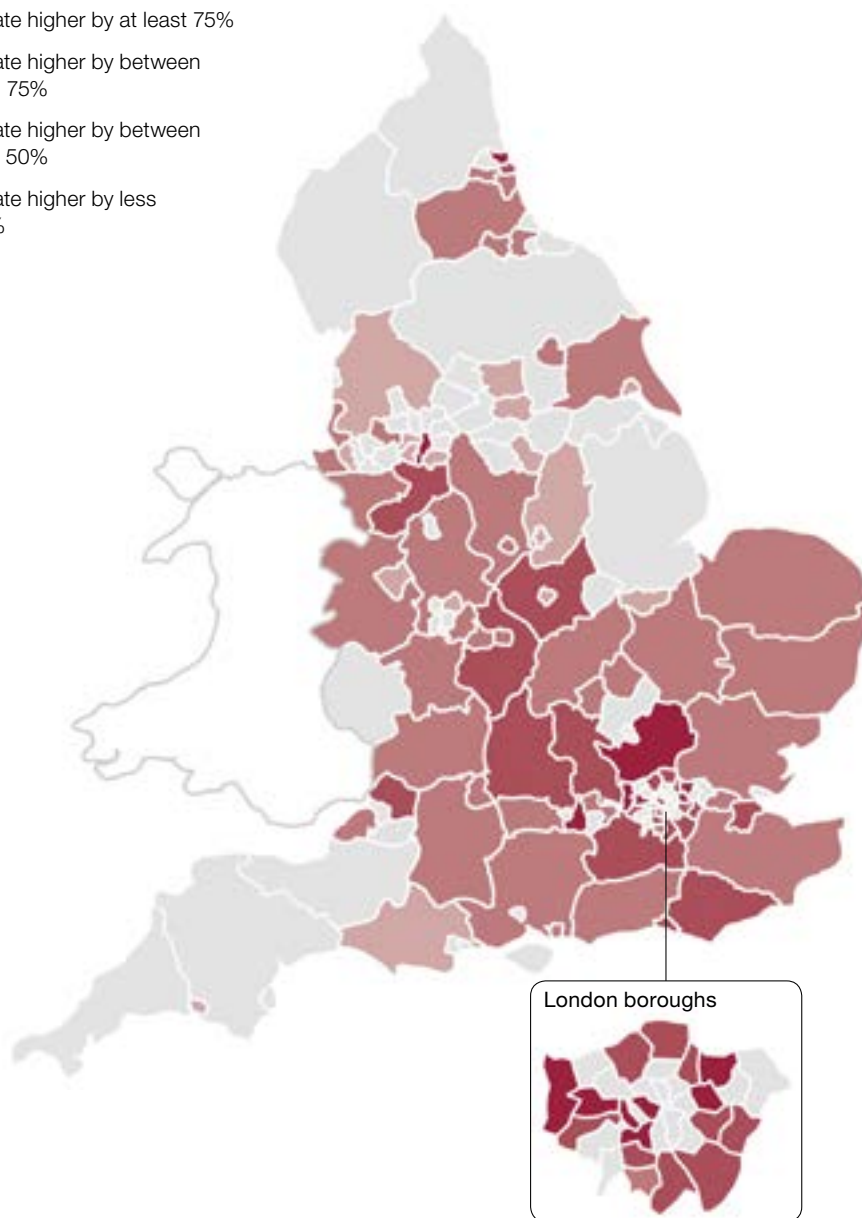 ate higher by at least 75%
ate higher by between
75%
ate higher by between
50%
ate higher by less
%
London boroughs